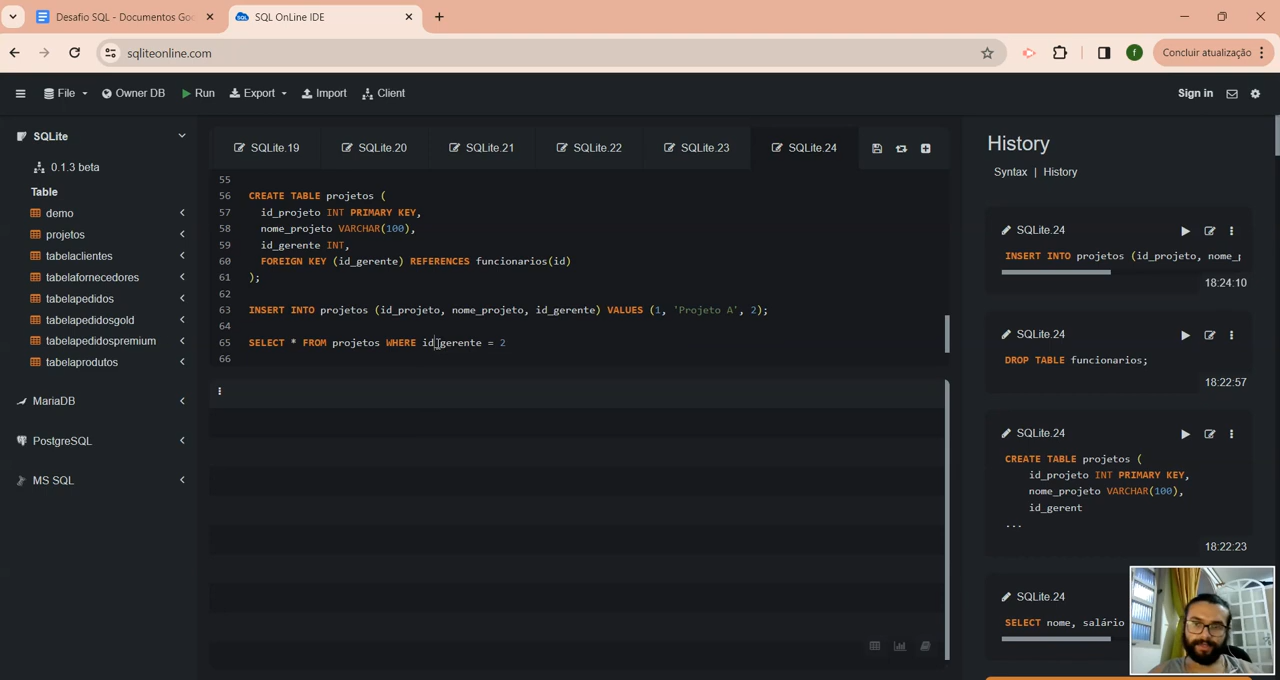 Desafio SQL - Documentos Goo
SQL OnLine IDE
sqliteonline.com
f
Concluir atualização
File
Owner DB
Run
Export
Import
Client
Sign in
SQLite
0.1.3 beta
Table
demo
projetos
tabelaclientes
tabelafornecedores
tabelapedidos
tabelapedidosgold
tabelapedidospremium
tabelaprodutos
MariaDB
PostgreSQL
MS SQL
SQLite.19
SQLite.20
SQLite.21
SQLite.22
SQLite.23
SQLite.24
55
56 CREATE TABLE projetos (
57 id_projeto INT PRIMARY KEY,
58 nome_projeto VARCHAR(100),
59 id_gerente INT,
60 FOREIGN KEY (id_gerente) REFERENCES funcionarios(id)
61 );
62
63 INSERT INTO projetos (id_projeto, nome_projeto, id_gerente) VALUES (1, 'Projeto A', 2);
64
65 SELECT * FROM projetos WHERE id_gerente = 2
66
History
Syntax | History
SQLite.24
INSERT INTO projetos (id_projeto, nome_p
18:24:10
SQLite.24
DROP TABLE funcionarios;
18:22:57
SQLite.24
CREATE TABLE projetos (
id_projeto INT PRIMARY KEY,
nome_projeto VARCHAR(100),
id_gerent
...
18:22:23
SQLite.24
SELECT nome, salário